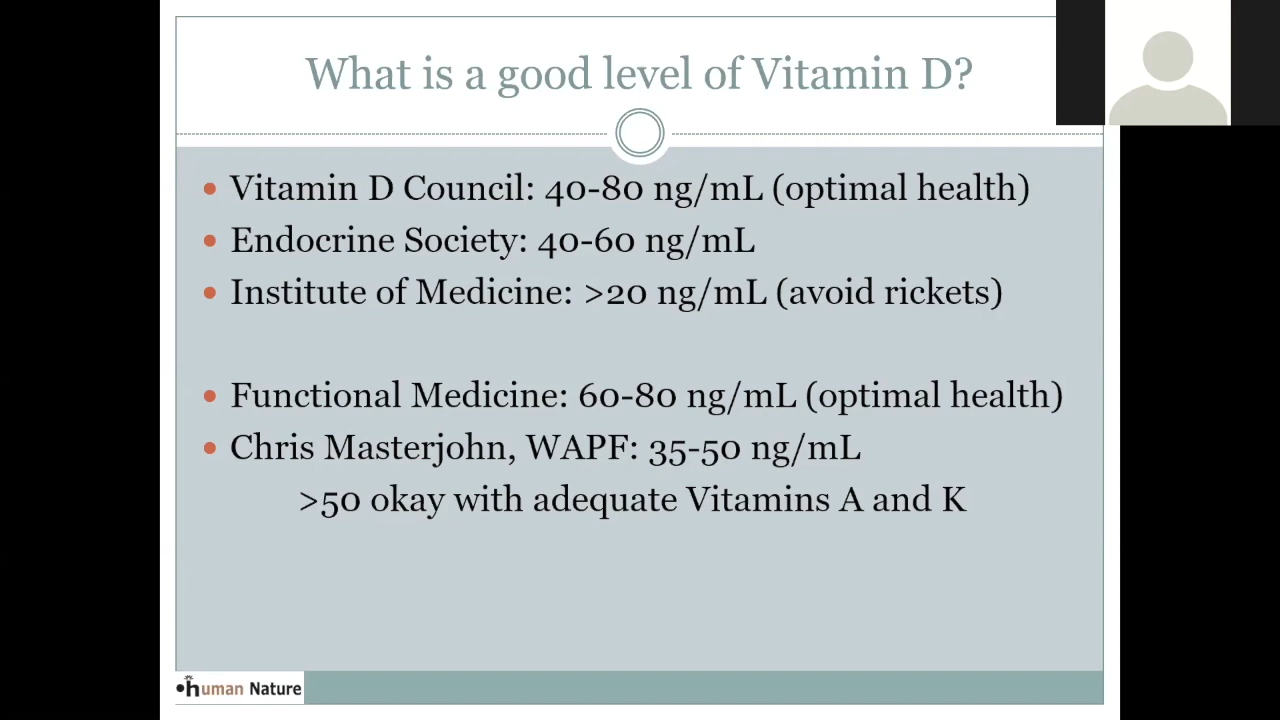 What is a good level of Vitamin D?
• Vitamin D Council: 40-80 ng/mL (optimal health)
• Endocrine Society: 40-60 ng/mL
• Institute of Medicine: >20 ng/mL (avoid rickets)
• Functional Medicine: 60-80 ng/mL (optimal health)
• Chris Masterjohn, WAPF: 35-50 ng/mL
>50 okay with adequate Vitamins A and K
•human Nature